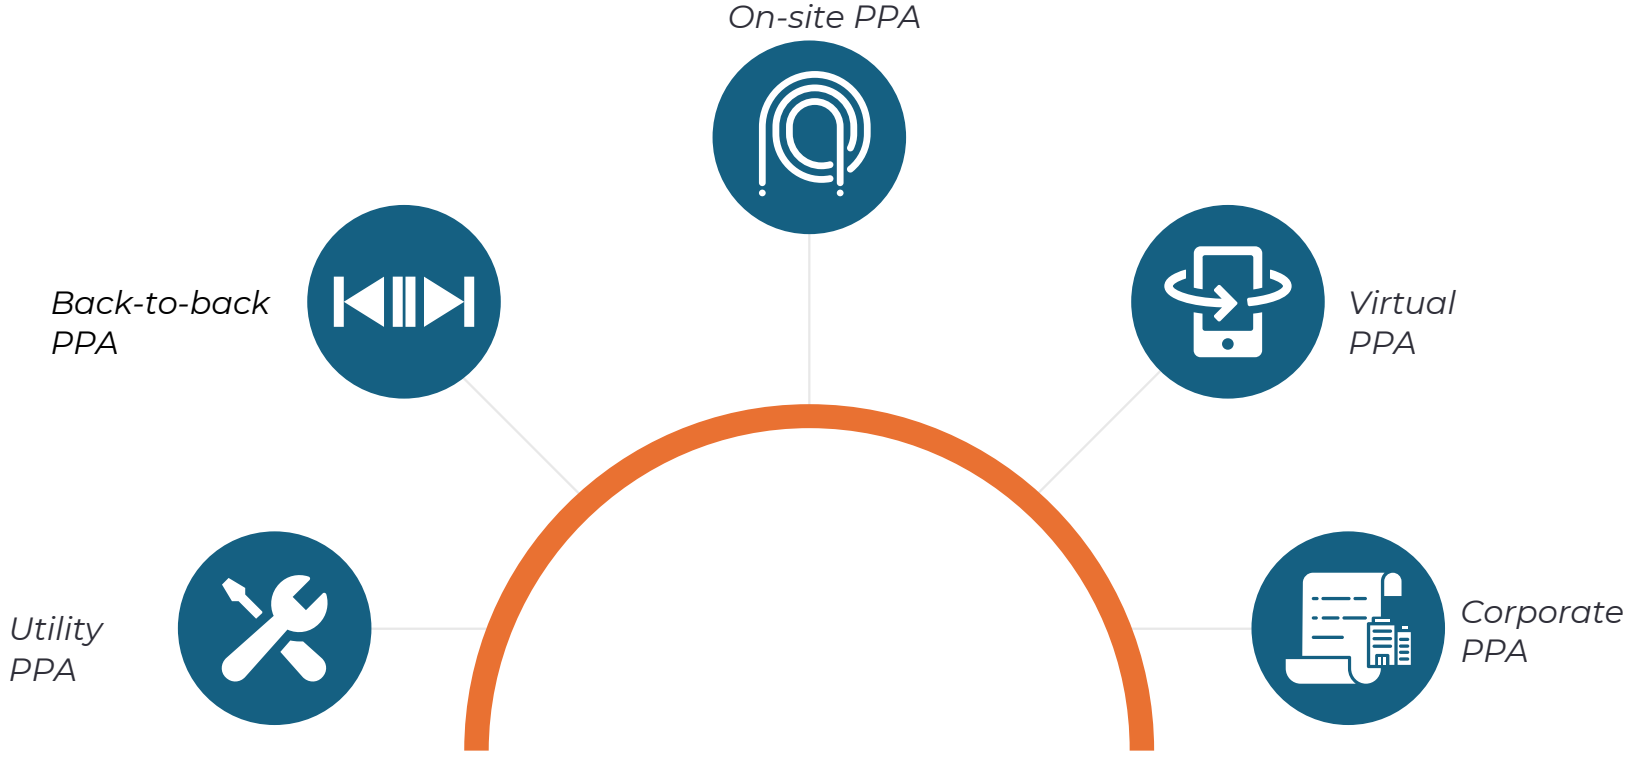 On-site PPA
Back-to-back
PPA
Virtual
PPA
Utility
PPA
Corporate
PPA